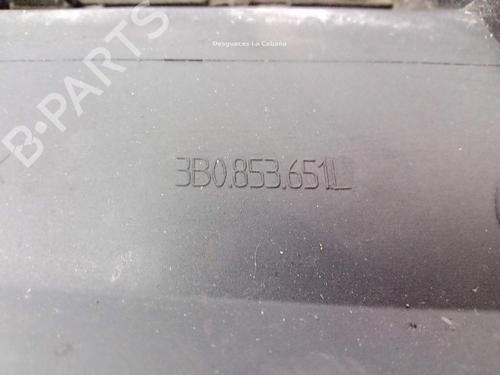 Desguaces La Cabaña
B-PARTS
3B0.853.651L